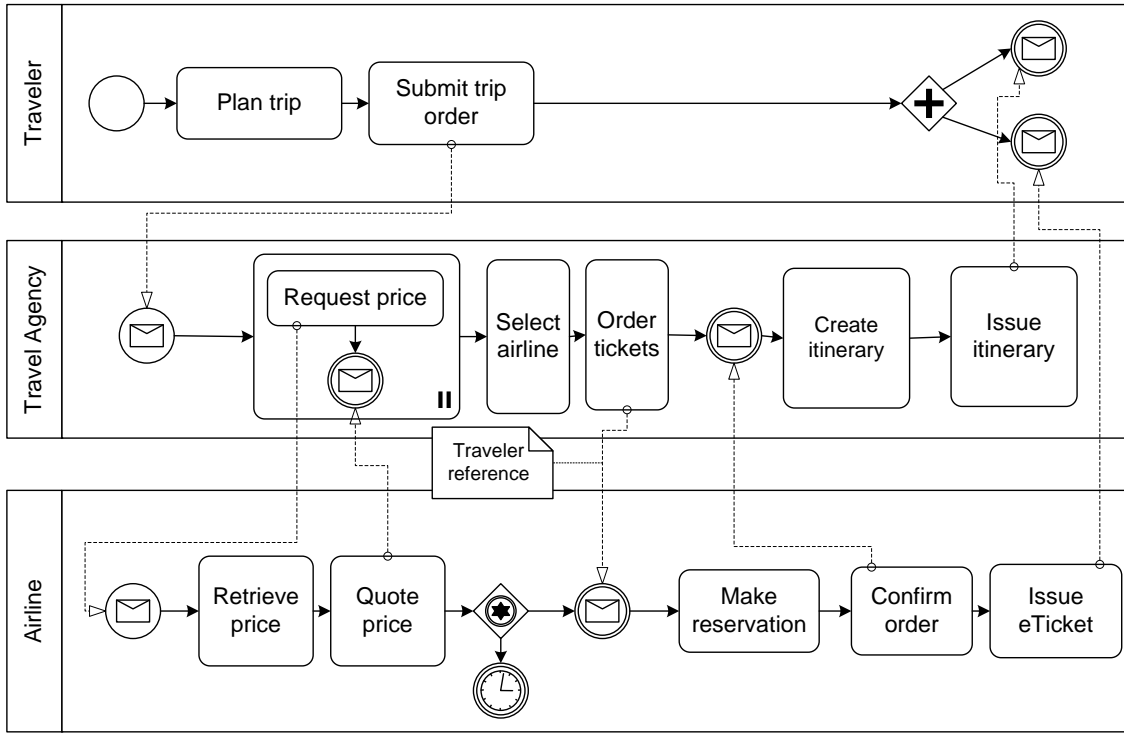 Traveler
Plan trip
Submit trip
order
Travel Agency
Request price
Select
airline
Order
tickets
Create
itinerary
Issue
itinerary
Traveler
reference
Airline
Retrieve
price
Quote
price
Make
reservation
Confirm
order
Issue
eTicket